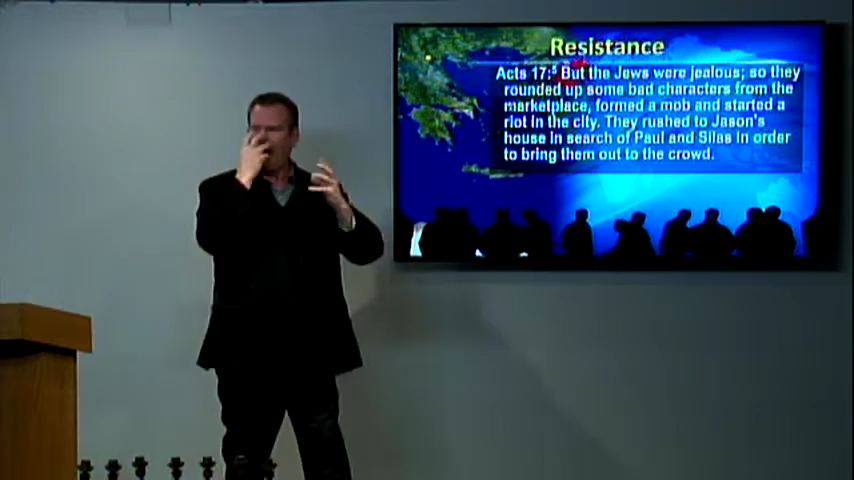 Resistance
Acts 17:5 But the Jews were jealous; so they
rounded up some bad characters from the
marketplace, formed a mob and started a
riot in the city. They rushed to Jason's
house in search of Paul and Silas in order
to bring them out to the crowd.